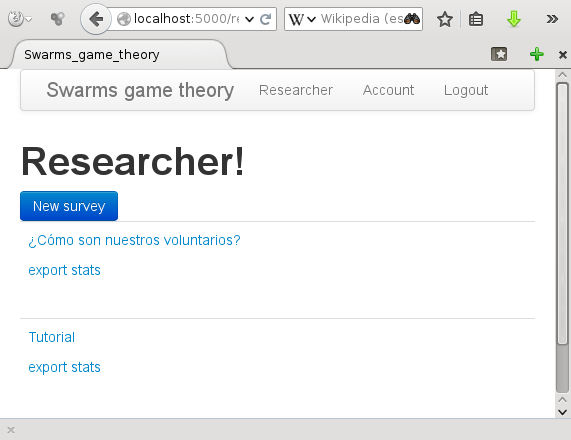 localhost:5000/re
Wikipedia (es
Swarms_game_theory
Swarms game theory Researcher Account Logout
Researcher!
New survey
¿Cómo son nuestros voluntarios?
export stats
Tutorial
export stats